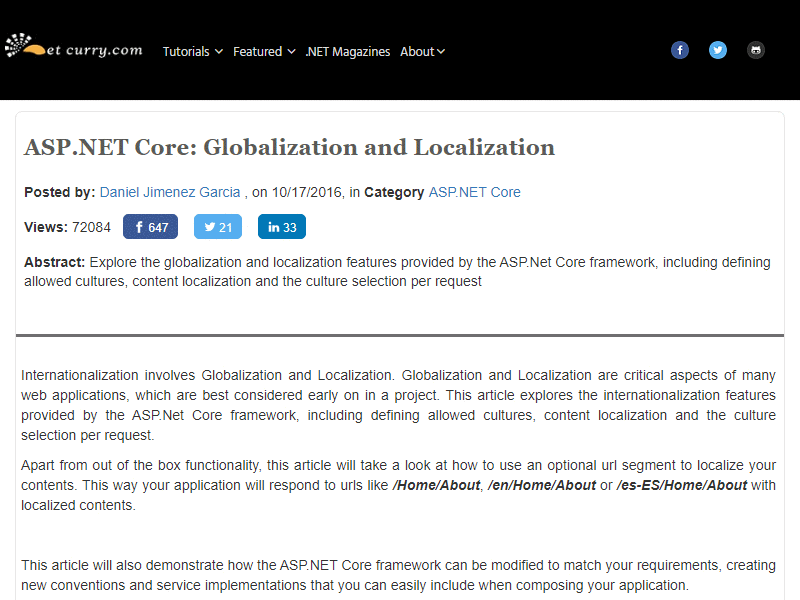 et curry.com
Tutorials Featured .NET Magazines About
ASP.NET Core: Globalization and Localization
Posted by: Daniel Jimenez Garcia , on 10/17/2016, in Category ASP.NET Core
Views: 72084 647 21 in 33
Abstract: Explore the globalization and localization features provided by the ASP.Net Core framework, including defining
allowed cultures, content localization and the culture selection per request
Internationalization involves Globalization and Localization. Globalization and Localization are critical aspects of many
web applications, which are best considered early on in a project. This article explores the internationalization features
provided by the ASP.Net Core framework, including defining allowed cultures, content localization and the culture
selection per request.
Apart from out of the box functionality, this article will take a look at how to use an optional url segment to localize your
contents. This way your application will respond to urls like /Home/About, /en/Home/About or /es-ES/Home/About with
localized contents.
This article will also demonstrate how the ASP.NET Core framework can be modified to match your requirements, creating
new conventions and service implementations that you can easily include when composing your application.